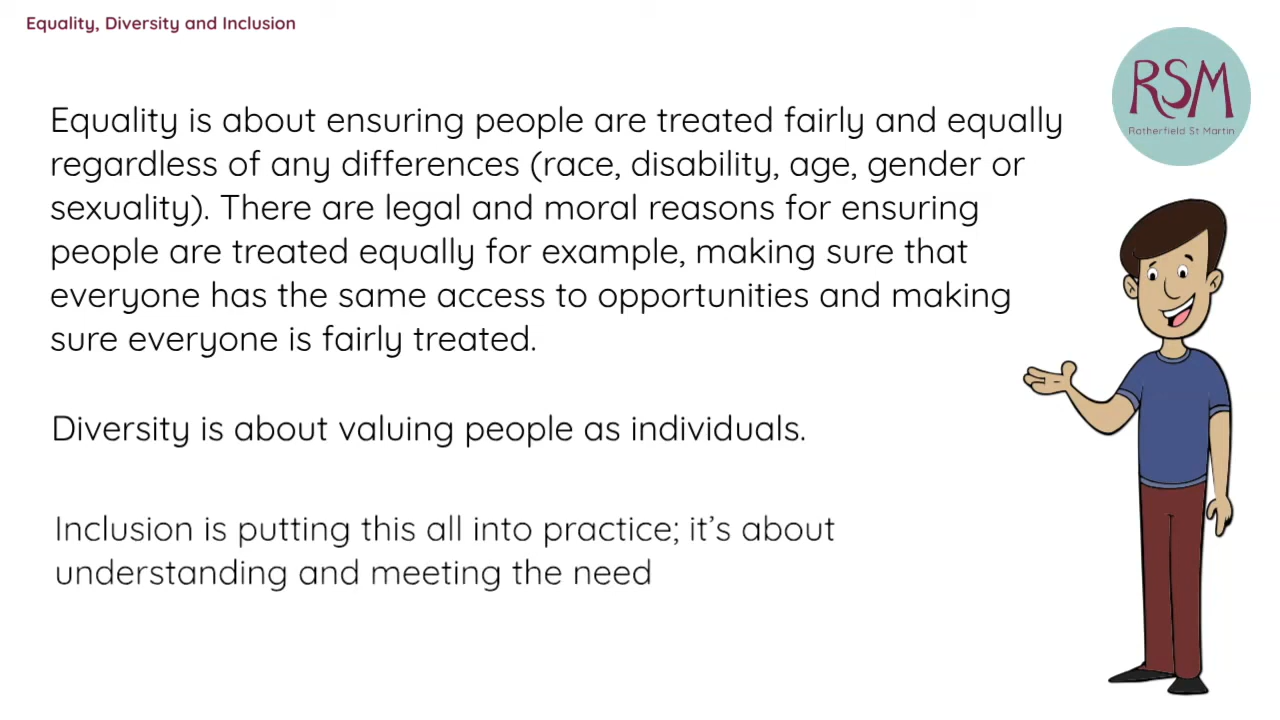 Equality, Diversity and Inclusion
RSM
Rotherfield St Martin
Equality is about ensuring people are treated fairly and equally
regardless of any differences (race, disability, age, gender or
sexuality). There are legal and moral reasons for ensuring
people are treated equally for example, making sure that
everyone has the same access to opportunities and making
sure everyone is fairly treated.
Diversity is about valuing people as individuals.
Inclusion is putting this all into practice; it’s about
understanding and meeting the need